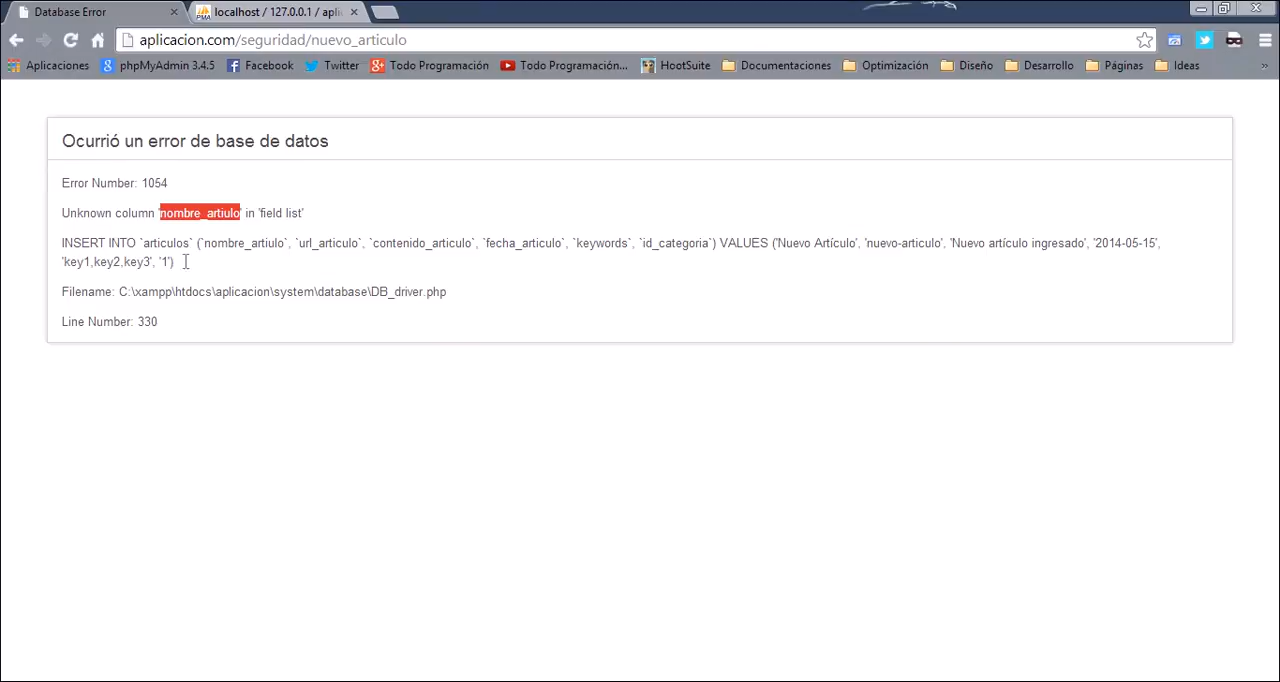 Database Error
localhost / 127.0.0.1 / apli
aplicacion.com/seguridad/nuevo_articulo
Aplicaciones phpMyAdmin 3.4.5 Facebook Twitter Todo Programación Todo Programación... HootSuite Documentaciones Optimización Diseño Desarrollo Páginas Ideas »
Ocurrió un error de base de datos
Error Number: 1054
Unknown column 'nombre_artiulo' in 'field list'
INSERT INTO `articulos` (`nombre_artiulo`, `url_articulo`, `contenido_articulo`, `fecha_articulo`, `keywords`, `id_categoria`) VALUES ('Nuevo Artículo', 'nuevo-articulo', 'Nuevo artículo ingresado', '2014-05-15',
'key1,key2,key3', '1')
Filename: C:\xampp\htdocs\aplicacion\system\database\DB_driver.php
Line Number: 330